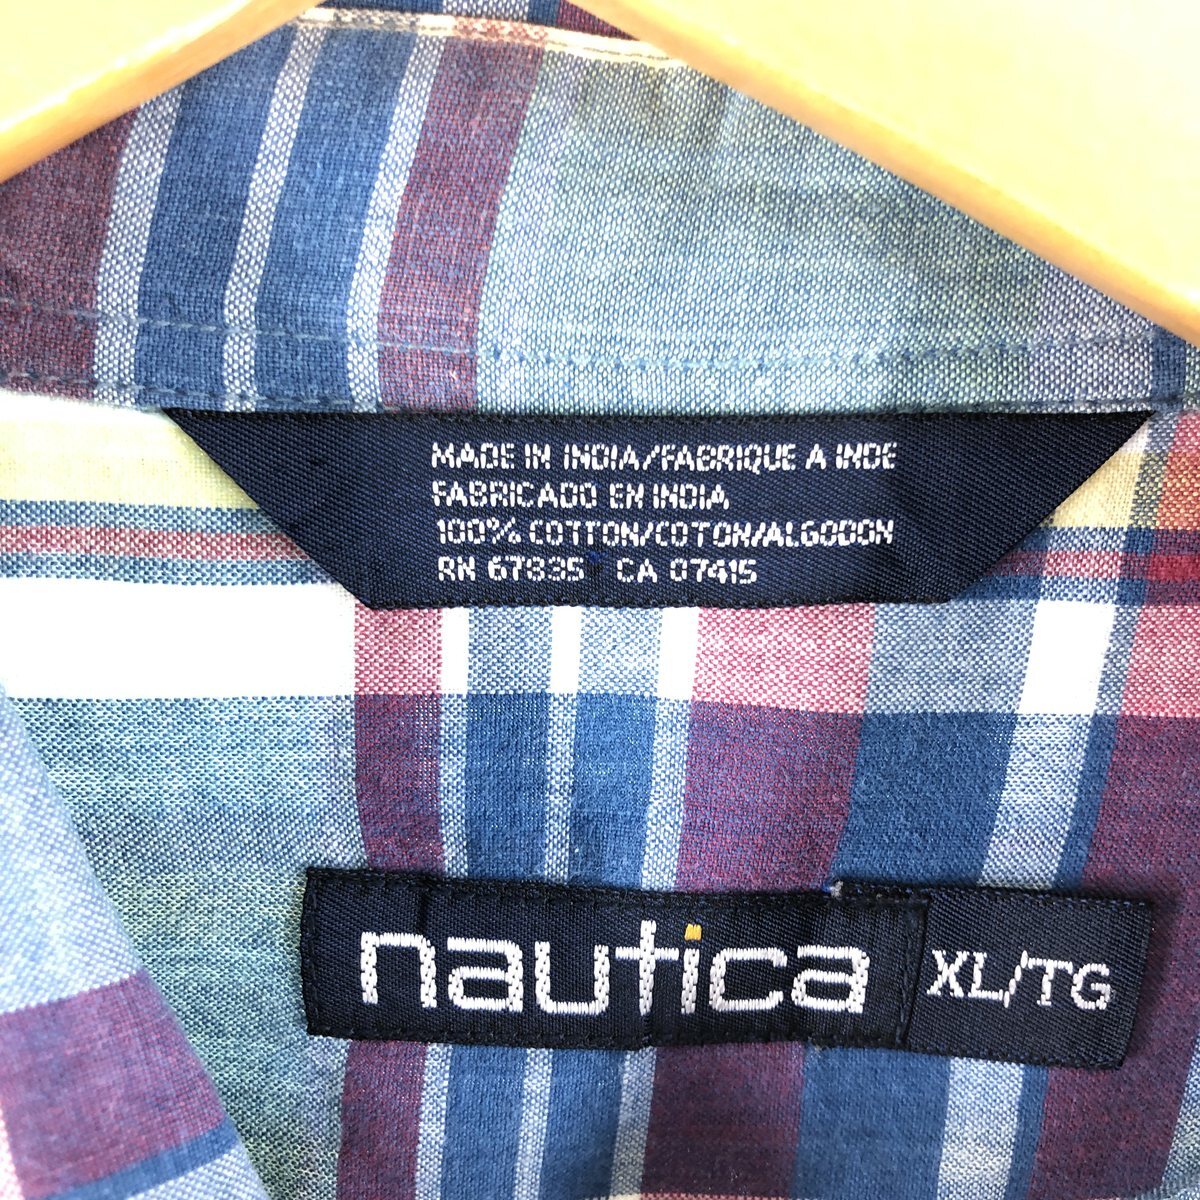 MADE IN INDIA/FABRIQUE A INDE
FABRICADO EN INDIA
100% COTTON/COTON/ALGODON
RN 67835 CA 07415
nautica
XL/TG